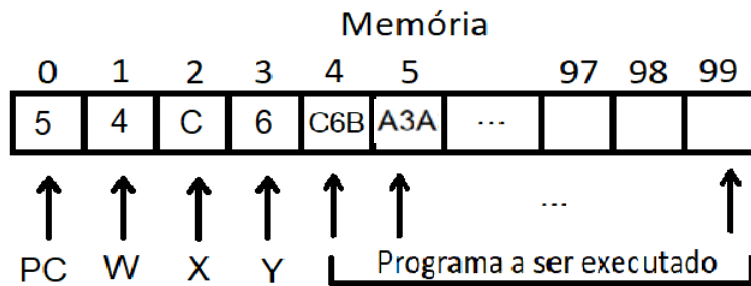 Memória
0 1 2 3 4 5 97 98 99
5 4 C 6 C6B A3A ...
...
PC W X Y Programa a ser executado